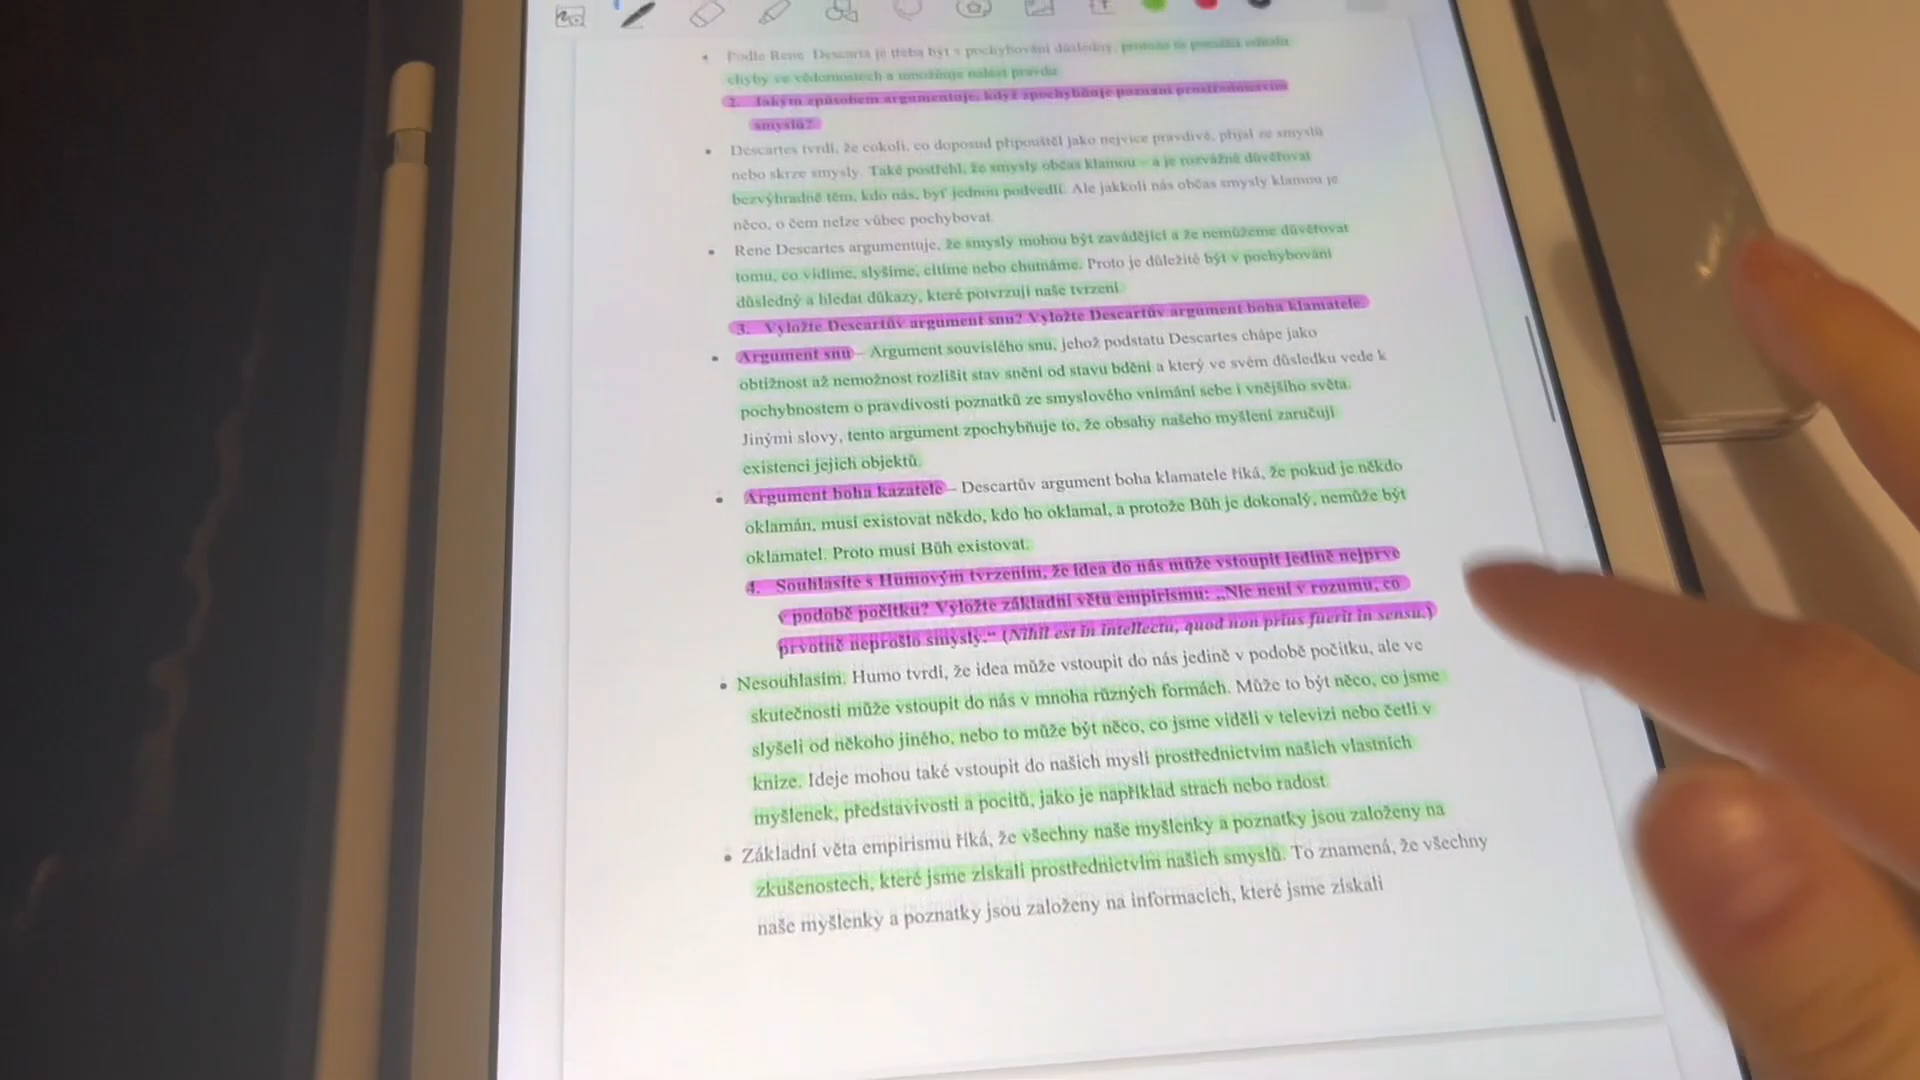 Podle Rene Descarta je třeba být v pochybování důsledný, protože to pomáhá odhalit
chyby ve vědomostech a umožňuje nalést pravdu
2. Jakým způsobem argumentuje, když zpochybňuje poznání prostřednictvím
smyslů?
Descartes tvrdí, že cokoli, co doposud připouštěl jako nejvíce pravdivé, přijal ze smyslů
nebo skrze smysly. Také postřehl, že smysly občas klamou – a je rozvážné důvěřovat
bezvýhradně těm, kdo nás, byť jednou podvedli. Ale jakkoli nás občas smysly klamou je
něco, o čem nelze vůbec pochybovat
Rene Descartes argumentuje, že smysly mohou být zavádějící a že nemůžeme důvěřovat
tomu, co vidíme, slyšíme, cítíme nebo chutnáme. Proto je důležité být v pochybování
důsledný a hledat důkazy, které potvrzují naše tvrzení
3. Vyložte Descartův argument snu? Vyložte Descartův argument boha klamatele.
Argument snu – Argument souvislého snu, jehož podstatu Descartes chápe jako
obtížnost až nemožnost rozlišit stav snění od stavu bdění a který ve svém důsledku vede k
pochybnostem o pravdivosti poznatků ze smyslového vnímání sebe i vnějšího světa.
Jinými slovy, tento argument zpochybňuje to, že obsahy našeho myšlení zaručují
existenci jejich objektů.
Argument boha kazatele – Descartův argument boha klamatele říká, že pokud je někdo
oklamán, musí existovat někdo, kdo ho oklamal, a protože Bůh je dokonalý, nemůže být
oklamatel. Proto musí Bůh existovat.
4. Souhlasíte s Humovým tvrzením, že idea do nás může vstoupit jedině nejprve
v podobě počitku? Vyložte základní větu empirismu: „Nic není v rozumu, co
prvotně neprošlo smysly.“ (Nihil est in intellectu, quod non prius fuerit in sensu.)
Nesouhlasím. Humo tvrdí, že idea může vstoupit do nás jedině v podobě počitku, ale ve
skutečnosti může vstoupit do nás v mnoha různých formách. Může to být něco, co jsme
slyšeli od někoho jiného, nebo to může být něco, co jsme viděli v televizi nebo četli v
knize. Ideje mohou také vstoupit do našich myslí prostřednictvím našich vlastních
myšlenek, představivosti a pocitů, jako je například strach nebo radost
Základní věta empirismu říká, že všechny naše myšlenky a poznatky jsou založeny na
zkušenostech, které jsme získali prostřednictvím našich smyslů. To znamená, že všechny
naše myšlenky a poznatky jsou založeny na informacích, které jsme získali